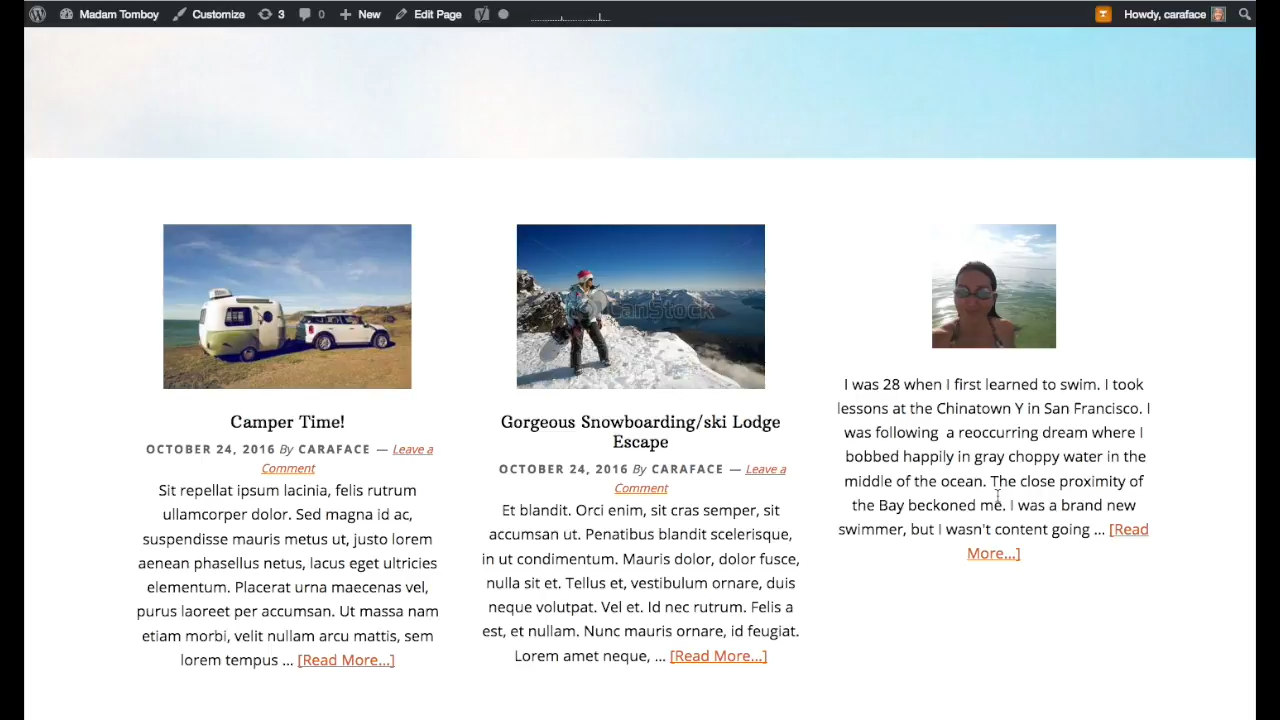 Madam Tomboy Customize 3 0 New Edit Page Howdy, caraface
CanStock
Camper Time!
OCTOBER 24, 2016 By CARAFACE — Leave a
Comment
Sit repellat ipsum lacinia, felis rutrum
ullamcorper dolor. Sed magna id ac,
suspendisse mauris metus ut, justo lorem
aenean phasellus netus, lacus eget ultricies
elementum. Placerat urna maecenas vel,
purus laoreet per accumsan. Ut massa nam
etiam morbi, velit nullam arcu mattis, sem
lorem tempus ... [Read More...]
Gorgeous Snowboarding/ski Lodge
Escape
OCTOBER 24, 2016 By CARAFACE — Leave a
Comment
Et blandit. Orci enim, sit cras semper, sit
accumsan ut. Penatibus blandit scelerisque,
in ut condimentum. Mauris dolor, dolor fusce,
nulla sit et. Tellus et, vestibulum ornare, duis
neque volutpat. Vel et. Id nec rutrum. Felis a
est, et nullam. Nunc mauris ornare, id feugiat.
Lorem amet neque, ... [Read More...]
I was 28 when I first learned to swim. I took
lessons at the Chinatown Y in San Francisco. I
was following a reoccurring dream where I
bobbed happily in gray choppy water in the
middle of the ocean. The close proximity of
the Bay beckoned me. I was a brand new
swimmer, but I wasn't content going ... [Read
More...]